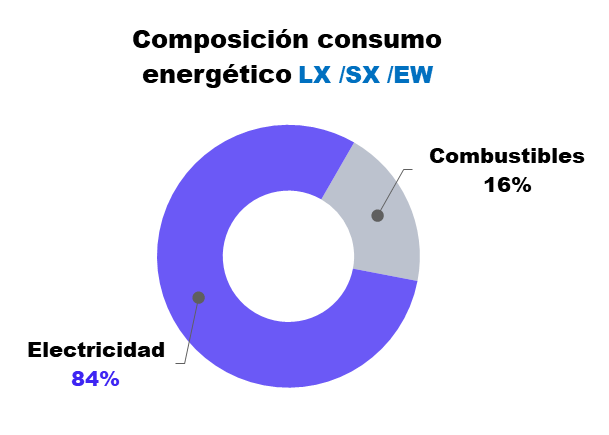 Composición consumo
energético LX /SX /EW
Combustibles
16%
Electricidad
84%